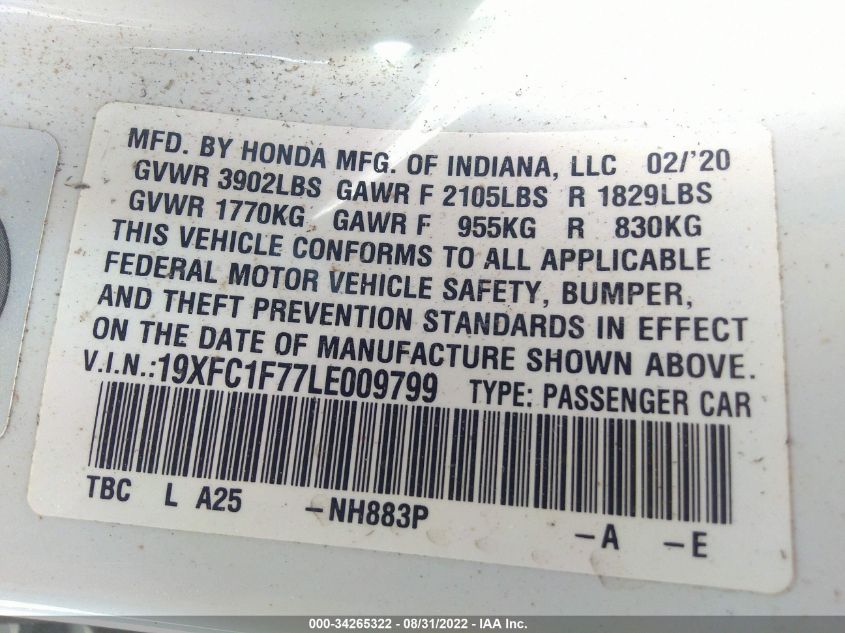 MFD. BY HONDA MFG. OF INDIANA, LLC 02/'20
GVWR 3902LBS GAWR F 2105LBS R 1829LBS
GVWR 1770KG GAWR F 955KG R 830KG
THIS VEHICLE CONFORMS TO ALL APPLICABLE
FEDERAL MOTOR VEHICLE SAFETY, BUMPER,
AND THEFT PREVENTION STANDARDS IN EFFECT
ON THE DATE OF MANUFACTURE SHOWN ABOVE.
V.I.N.:19XFC1F77LE009799 TYPE: PASSENGER CAR
TBC L A25 -NH883P -A -E
000-34265322 - 08/31/2022 - IAA Inc.